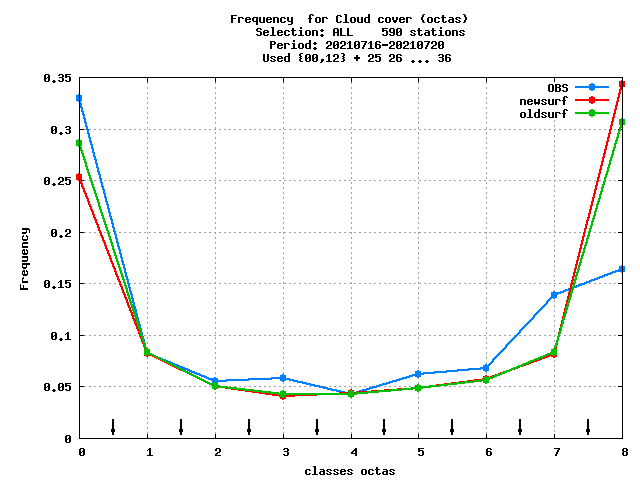 Frequency  for Cloud cover (octas)
Selection: ALL    590 stations
Period: 20210716-20210720
Used {00,12} + 25 26 ... 36
OBS
newsurf
oldsurf
0.35
0.3
0.25
0.2
0.15
0.1
0.05
0
Frequency
0 1 2 3 4 5 6 7 8
classes octas